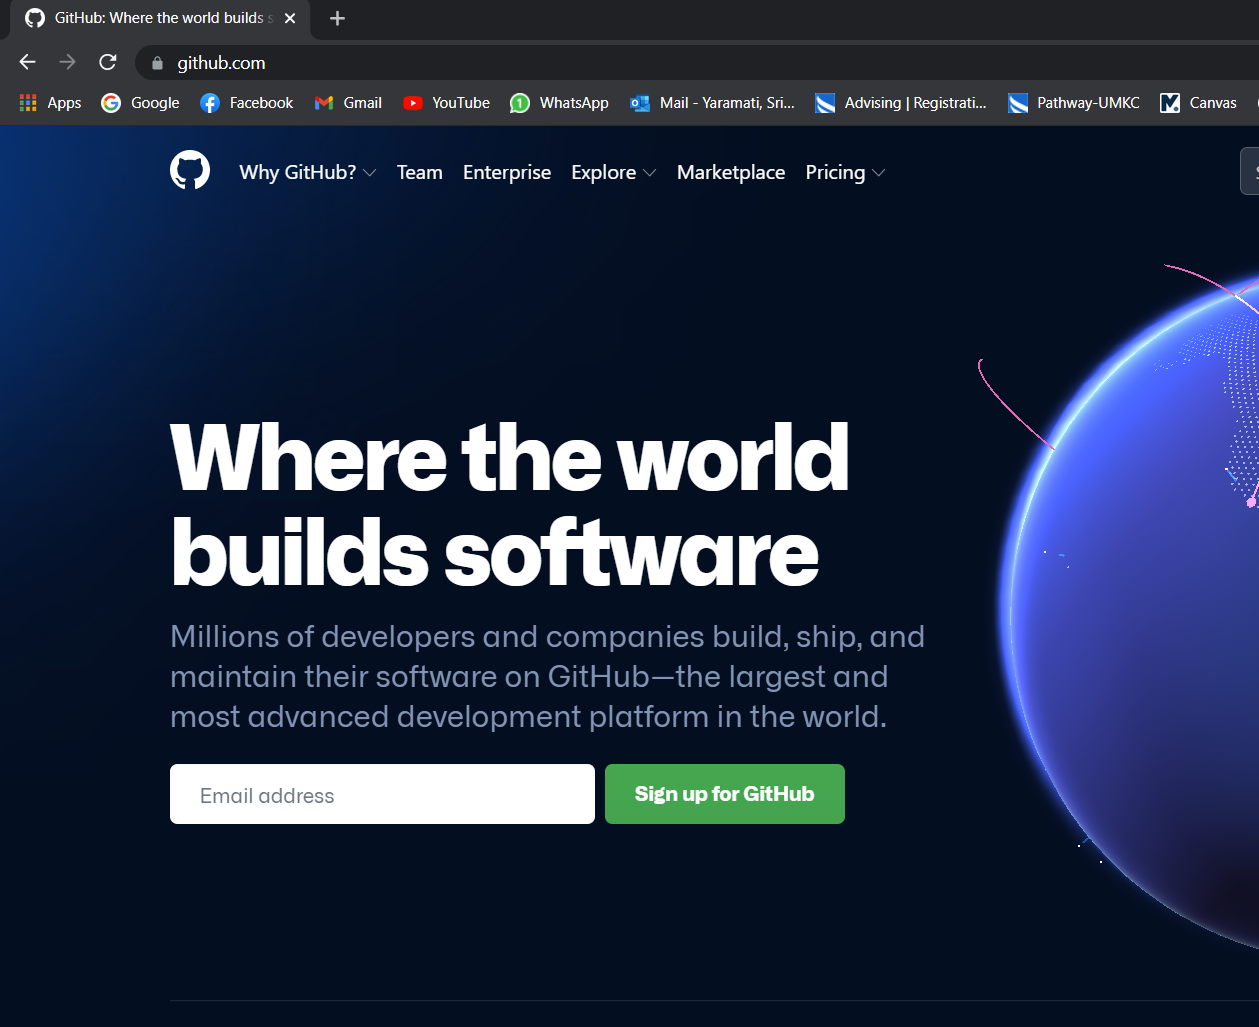 GitHub: Where the world builds s
github.com
Apps Google Facebook Gmail YouTube 1 WhatsApp Mail - Yaramati, Sri... Advising | Registrati... Pathway-UMKC Canvas
Why GitHub? Team Enterprise Explore Marketplace Pricing
Where the world
builds software
Millions of developers and companies build, ship, and
maintain their software on GitHub—the largest and
most advanced development platform in the world.
Email address Sign up for GitHub